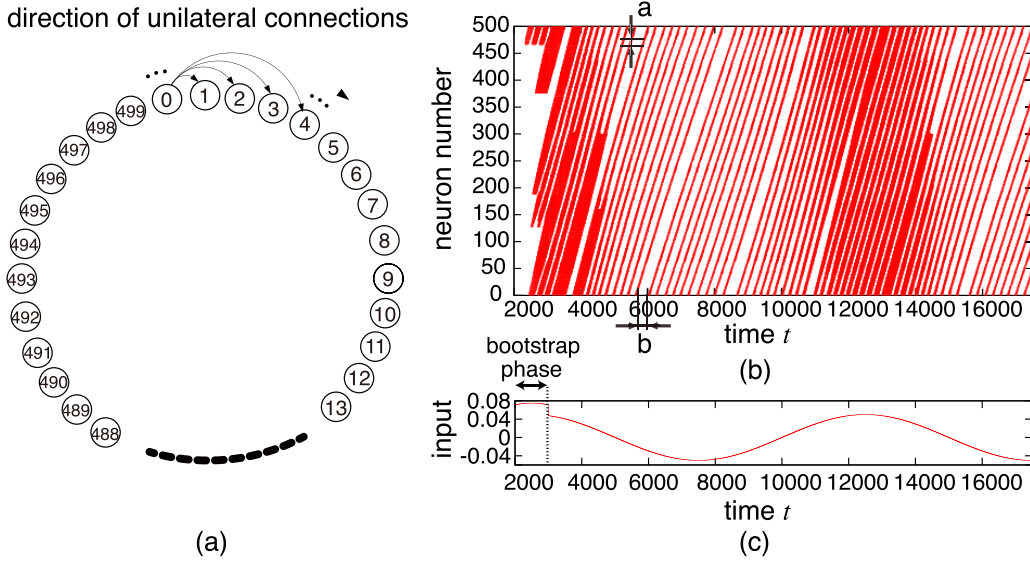 direction of unilateral connections
0
1
2
3
4
5
6
7
8
9
10
11
12
13
488
489
490
491
492
493
494
495
496
497
498
499
(a)
a
neuron number
500
450
400
350
300
250
200
150
100
50
0
2000 4000 6000 8000 10000 12000 14000 16000
b
time t
(b)
bootstrap
phase
input
0.08
0.04
0
-0.04
2000 4000 6000 8000 10000 12000 14000 16000
time t
(c)